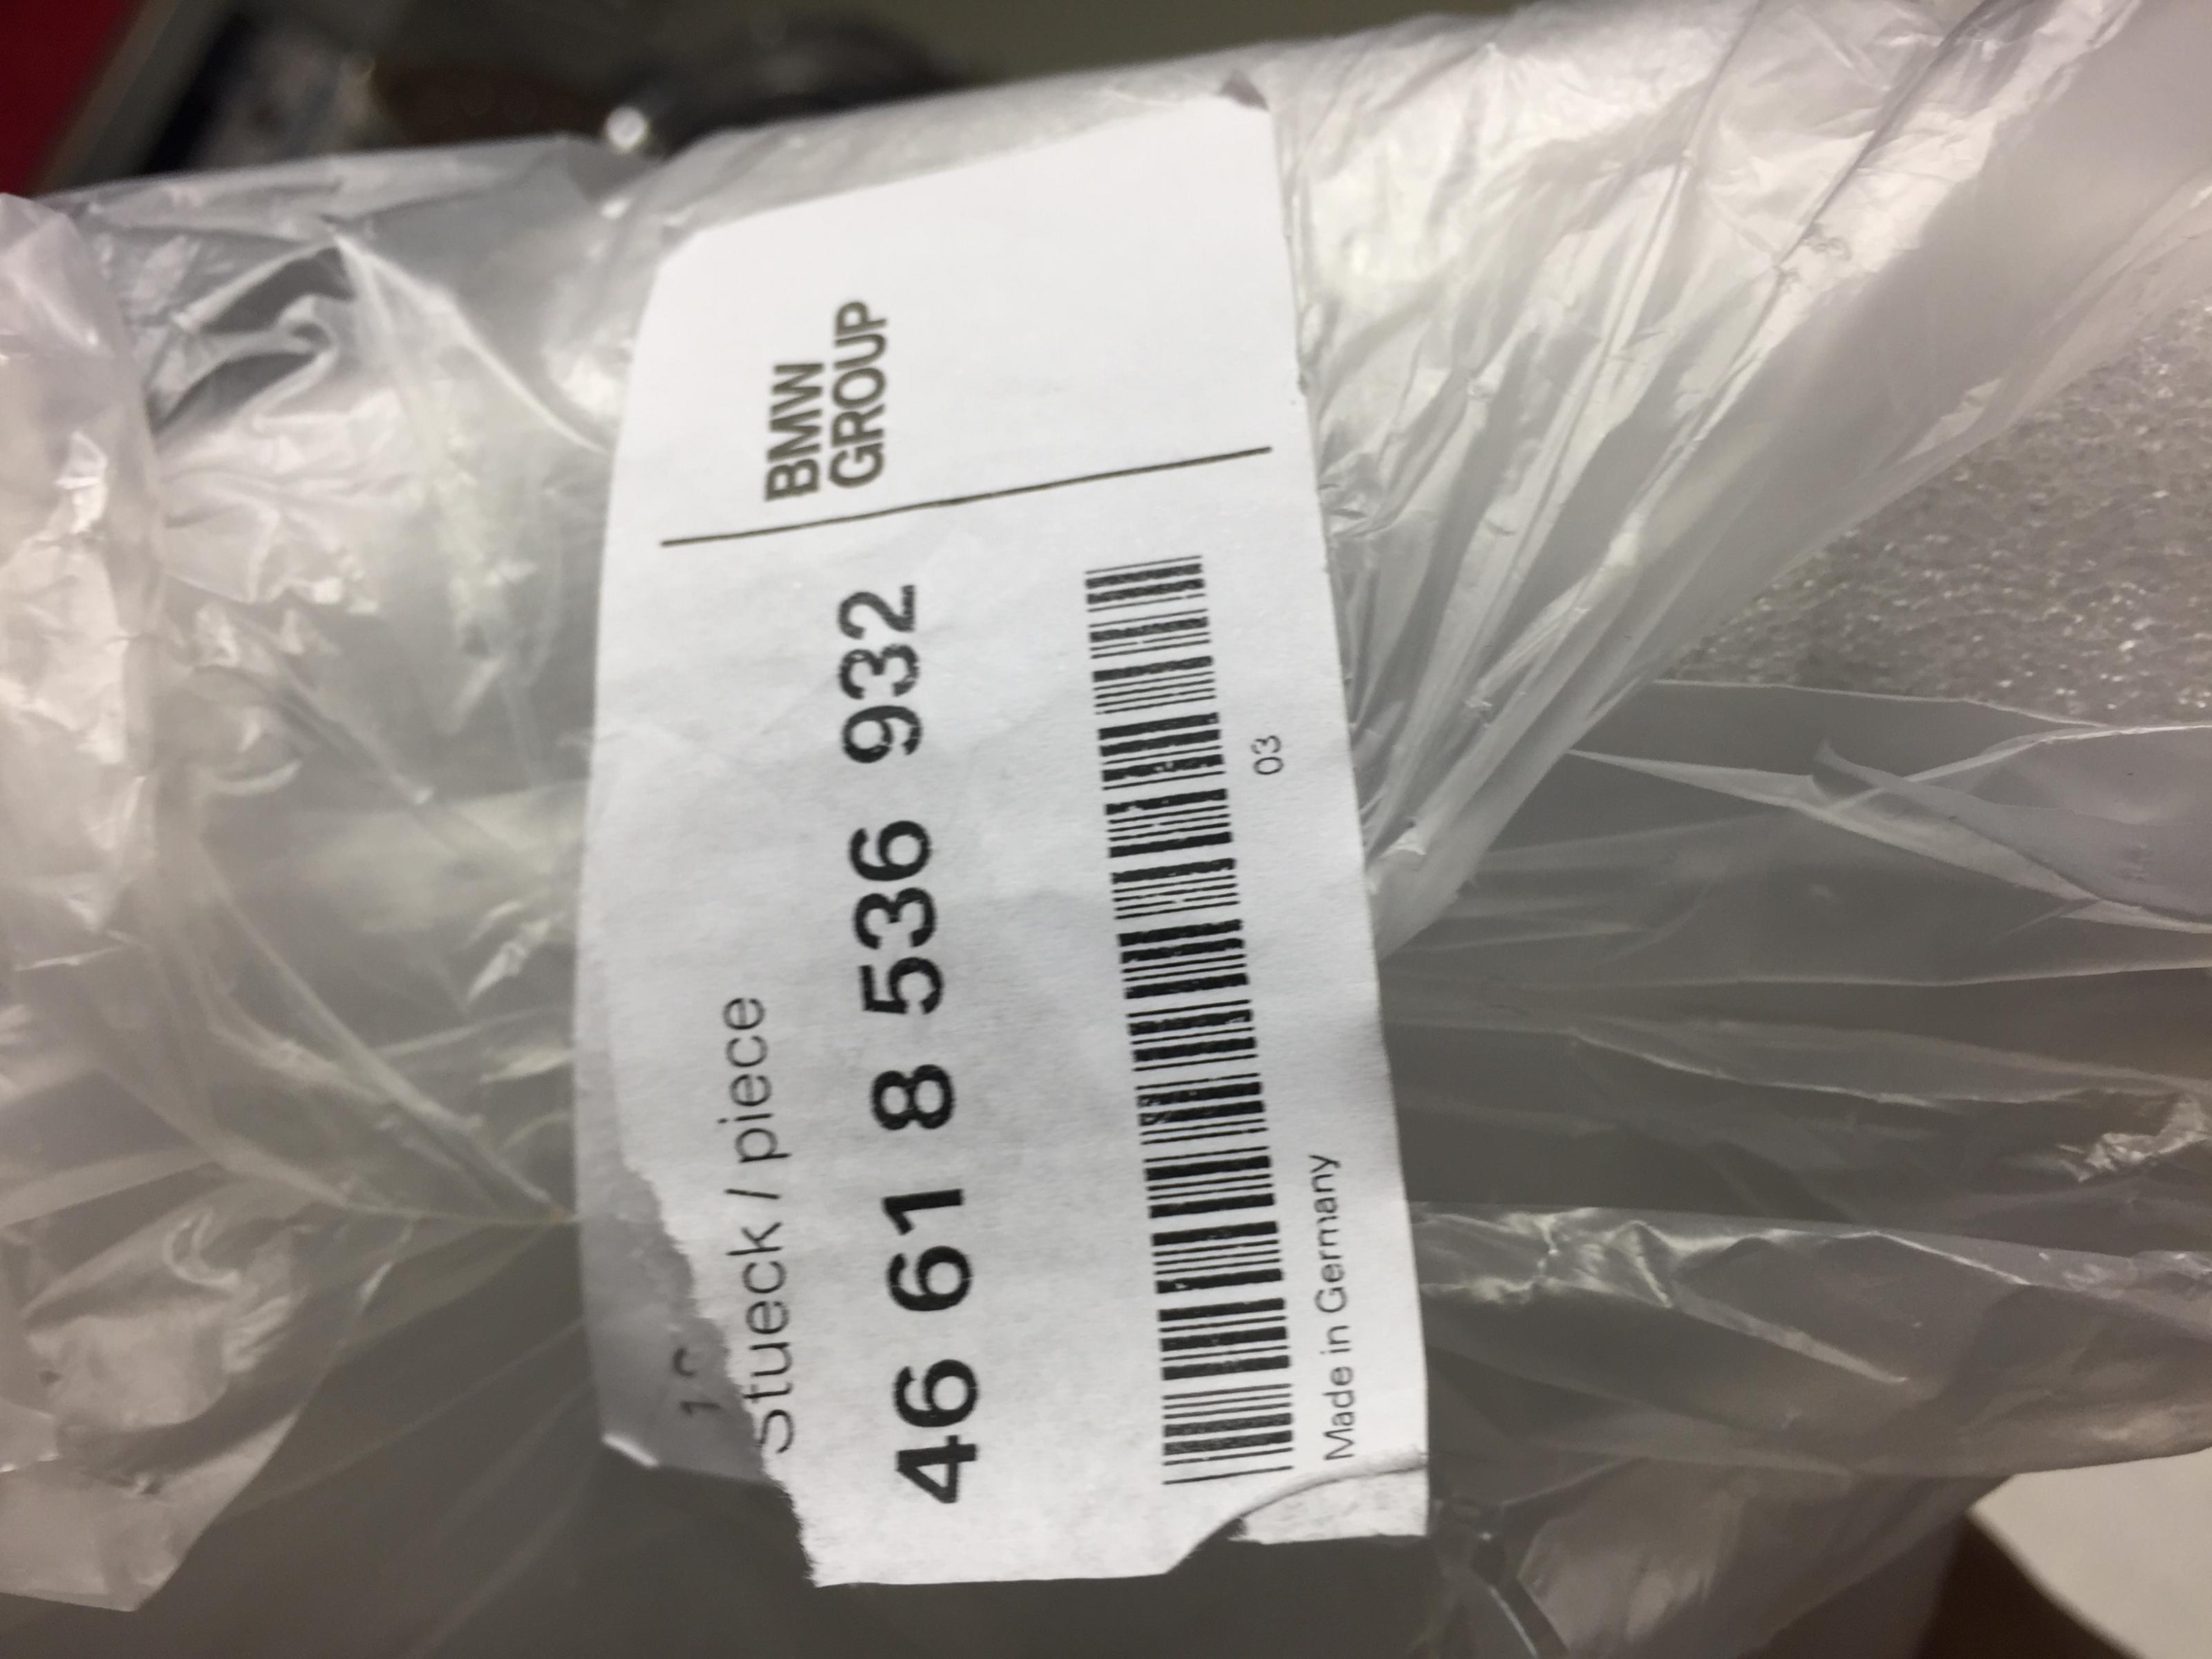 Stueck / piece
46 61 8 536 932
Made in Germany
03
BMW
GROUP